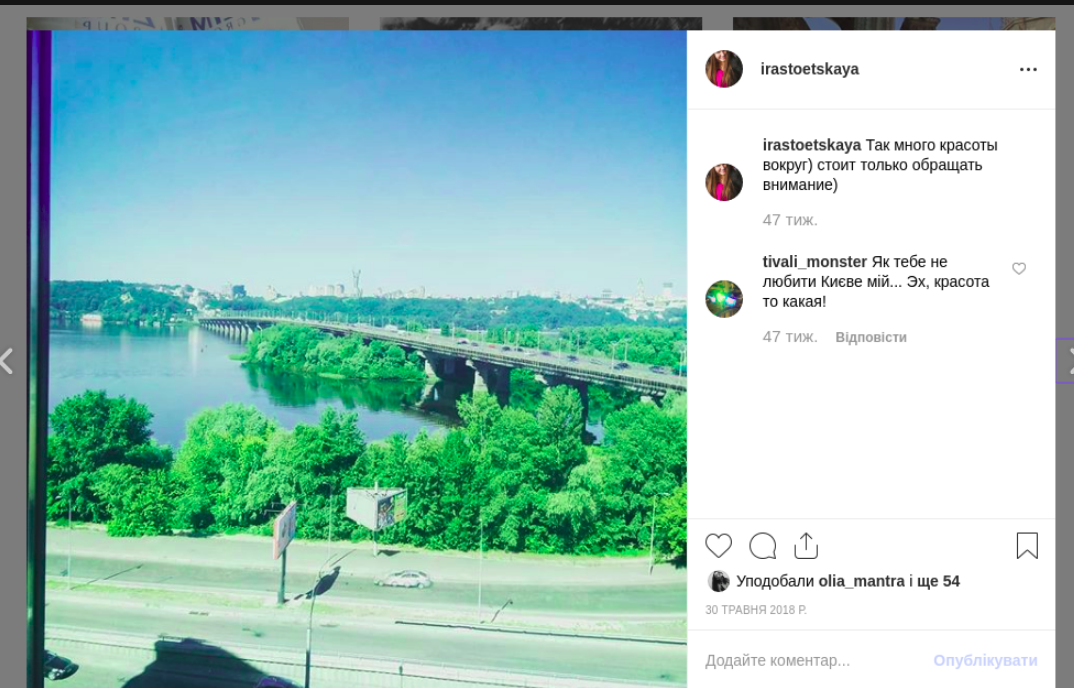 irastoetskaya
irastoetskaya Так много красоты
вокруг) стоит только обращать
внимание)
47 тиж.
tivali_monster Як тебе не
любити Києве мій... Эх, красота
то какая!
47 тиж. Відповісти
Уподобали olia_mantra і ще 54
30 ТРАВНЯ 2018 Р.
Додайте коментар... Опублікувати